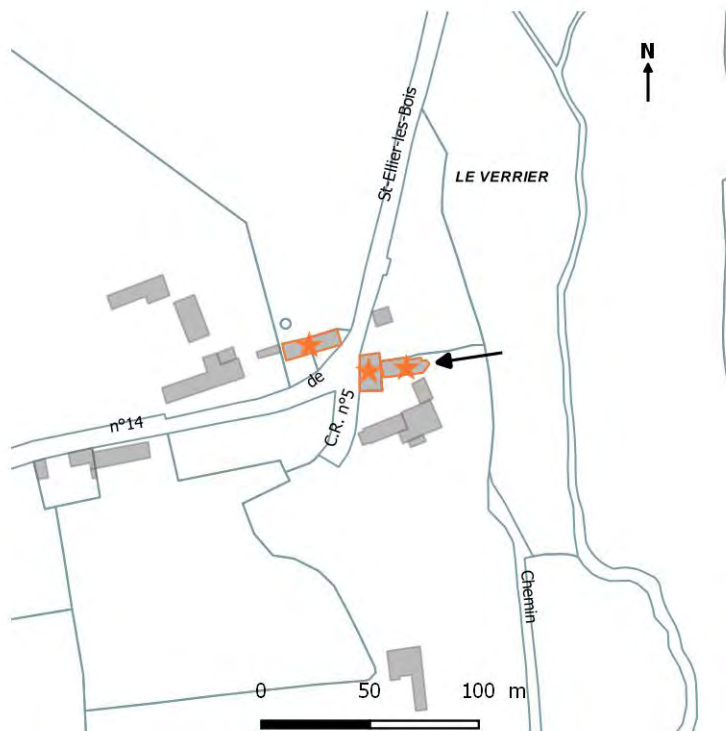 N
St-Ellier-les-Bois
LE VERRIER
de
n°14
C.R. n°5
Chemin
0 50 100 m